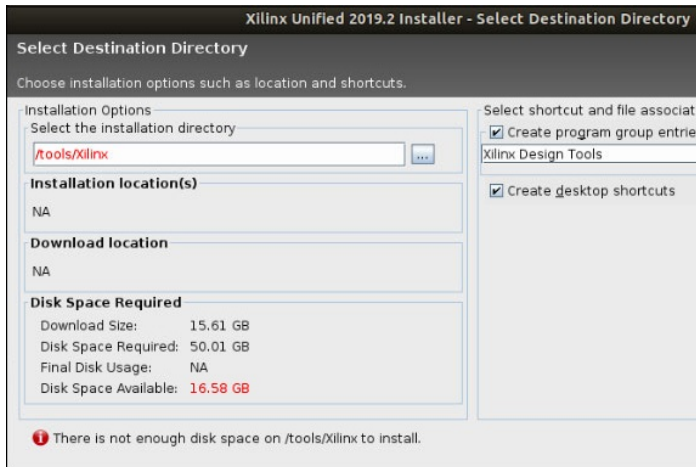 Xilinx Unified 2019.2 Installer - Select Destination Directory
Select Destination Directory
Choose installation options such as location and shortcuts.
Installation Options
Select the installation directory
/tools/Xilinx
...
Installation location(s)
NA
Download location
NA
Disk Space Required
Download Size: 15.61 GB
Disk Space Required: 50.01 GB
Final Disk Usage: NA
Disk Space Available: 16.58 GB
There is not enough disk space on /tools/Xilinx to install.
Select shortcut and file associat
Create program group entrie
Xilinx Design Tools
Create desktop shortcuts